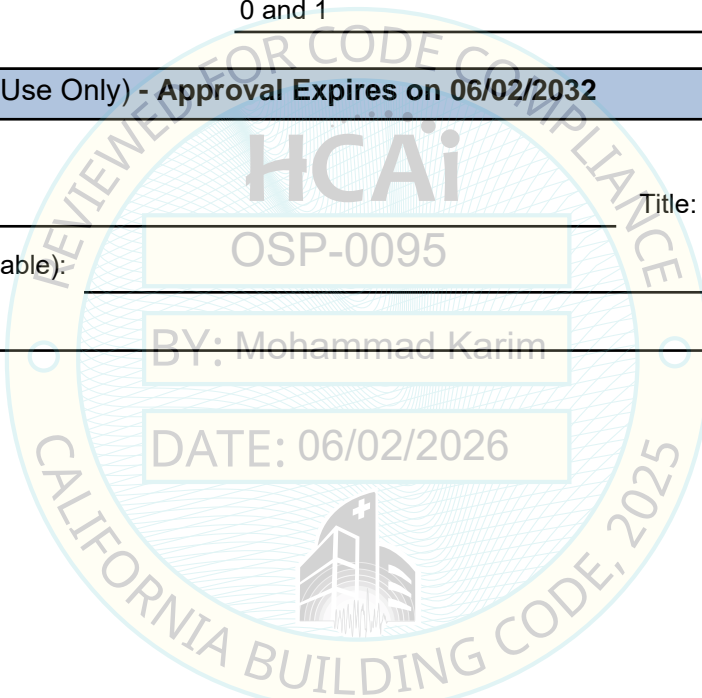 0 and 1
Use Only) - Approval Expires on 06/02/2032
REVIEWED FOR CODE COMPLIANCE
HCAi
Title:
OSP-0095
able):
BY: Mohammad Karim
DATE: 06/02/2026
CALIFORNIA BUILDING CODE, 2025